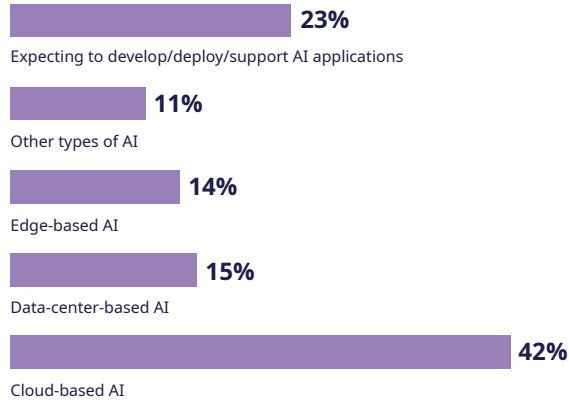 23%
Expecting to develop/deploy/support AI applications
11%
Other types of AI
14%
Edge-based AI
15%
Data-center-based AI
42%
Cloud-based AI